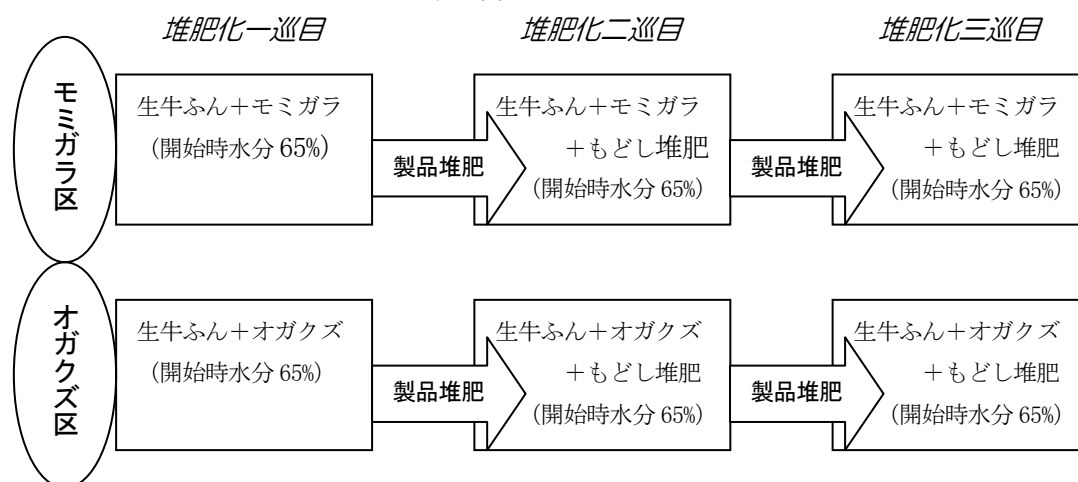 堆肥化一巡目
堆肥化二巡目
堆肥化三巡目
モミガラ区
生牛ふん＋モミガラ
(開始時水分 65%)
製品堆肥
生牛ふん＋モミガラ
＋もどし堆肥
(開始時水分 65%)
製品堆肥
生牛ふん＋モミガラ
＋もどし堆肥
(開始時水分 65%)
オガクズ区
生牛ふん＋オガクズ
(開始時水分 65%)
製品堆肥
生牛ふん＋オガクズ
＋もどし堆肥
(開始時水分 65%)
製品堆肥
生牛ふん＋オガクズ
＋もどし堆肥
(開始時水分 65%)